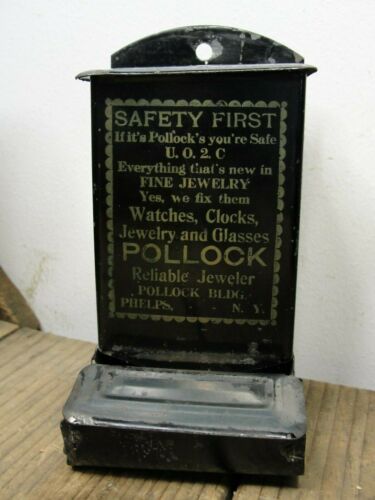 SAFETY FIRST
If it's Pollock's you're Safe
U. O. 2. C
Everything that's new in
FINE JEWELRY
Yes, we fix them
Watches, Clocks,
Jewelry and Glasses
POLLOCK
Reliable Jeweler
POLLOCK BLDG.
PHELPS, - - N. Y.